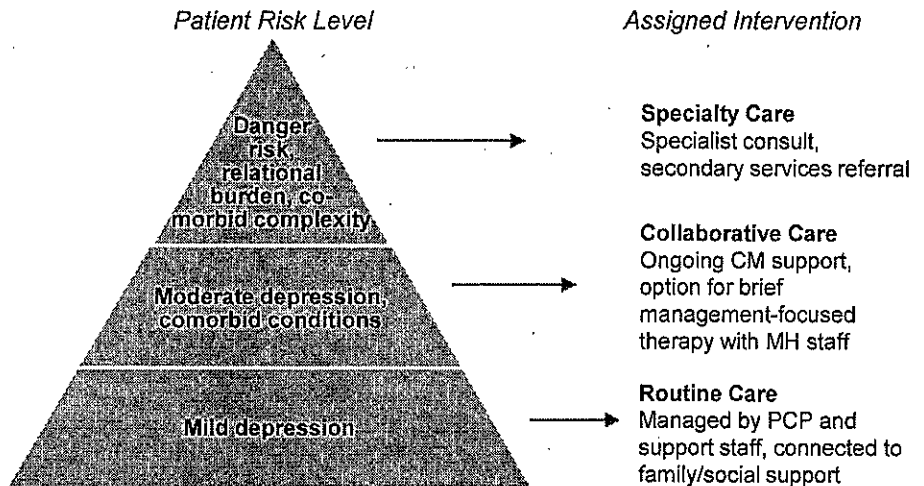 Patient Risk Level
Assigned Intervention
Danger
risk,
relational
burden, co-
morbid complexity
Specialty Care
Specialist consult,
secondary services referral
Moderate depression,
comorbid conditions
Collaborative Care
Ongoing CM support,
option for brief
management-focused
therapy with MH staff
Mild depression
Routine Care
Managed by PCP and
support staff, connected to
family/social support